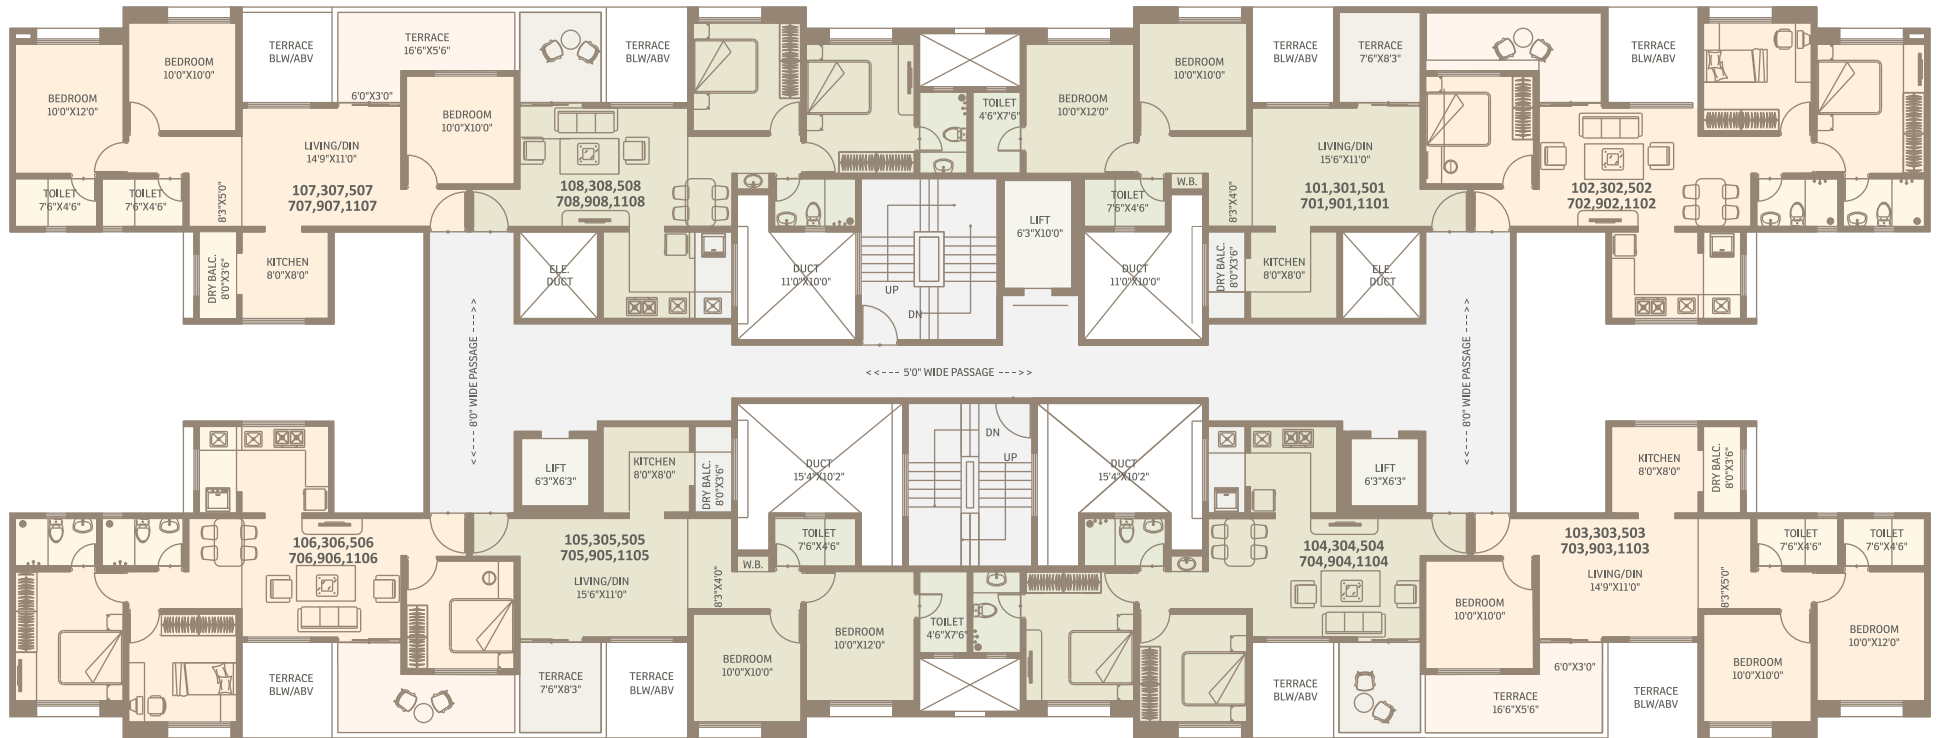 BEDROOM
10'0"X12'0"
BEDROOM
10'0"X10'0"
TERRACE
BLW/ABV
TERRACE
16'6"X5'6"
6'0"X3'0"
BEDROOM
10'0"X10'0"
LIVING/DIN
14'9"X11'0"
107,307,507
707,907,1107
TOILET
7'6"X4'6"
TOILET
7'6"X4'6"
8'3"X5'0"
DRY BALC.
8'0"X3'6"
KITCHEN
8'0"X8'0"
TERRACE
BLW/ABV
108,308,508
708,908,1108
ELE.
DUCT
DUCT
11'0"X10'0"
UP
DN
TOILET
4'6"X7'6"
BEDROOM
10'0"X12'0"
BEDROOM
10'0"X10'0"
TERRACE
BLW/ABV
TERRACE
7'6"X8'3"
LIVING/DIN
15'6"X11'0"
101,301,501
701,901,1101
TOILET
7'6"X4'6"
W.B.
8'3"X4'0"
LIFT
6'3"X10'0"
DUCT
11'0"X10'0"
DRY BALC.
8'0"X3'6"
KITCHEN
8'0"X8'0"
ELE.
DUCT
TERRACE
BLW/ABV
102,302,502
702,902,1102
<<---- 8'0" WIDE PASSAGE ---->>
<<--- 5'0" WIDE PASSAGE --->>
<<---- 8'0" WIDE PASSAGE ---->>
106,306,506
706,906,1106
TERRACE
BLW/ABV
LIFT
6'3"X6'3"
KITCHEN
8'0"X8'0"
DRY BALC.
8'0"X3'6"
105,305,505
705,905,1105
LIVING/DIN
15'6"X11'0"
8'3"X4'0"
DUCT
15'4"X10'2"
TOILET
7'6"X4'6"
W.B.
TERRACE
7'6"X8'3"
TERRACE
BLW/ABV
BEDROOM
10'0"X10'0"
BEDROOM
10'0"X12'0"
TOILET
4'6"X7'6"
DN
UP
DUCT
15'4"X10'2"
LIFT
6'3"X6'3"
104,304,504
704,904,1104
TERRACE
BLW/ABV
KITCHEN
8'0"X8'0"
DRY BALC.
8'0"X3'6"
103,303,503
703,903,1103
LIVING/DIN
14'9"X11'0"
8'3"X5'0"
TOILET
7'6"X4'6"
TOILET
7'6"X4'6"
BEDROOM
10'0"X10'0"
6'0"X3'0"
TERRACE
16'6"X5'6"
TERRACE
BLW/ABV
BEDROOM
10'0"X10'0"
BEDROOM
10'0"X12'0"